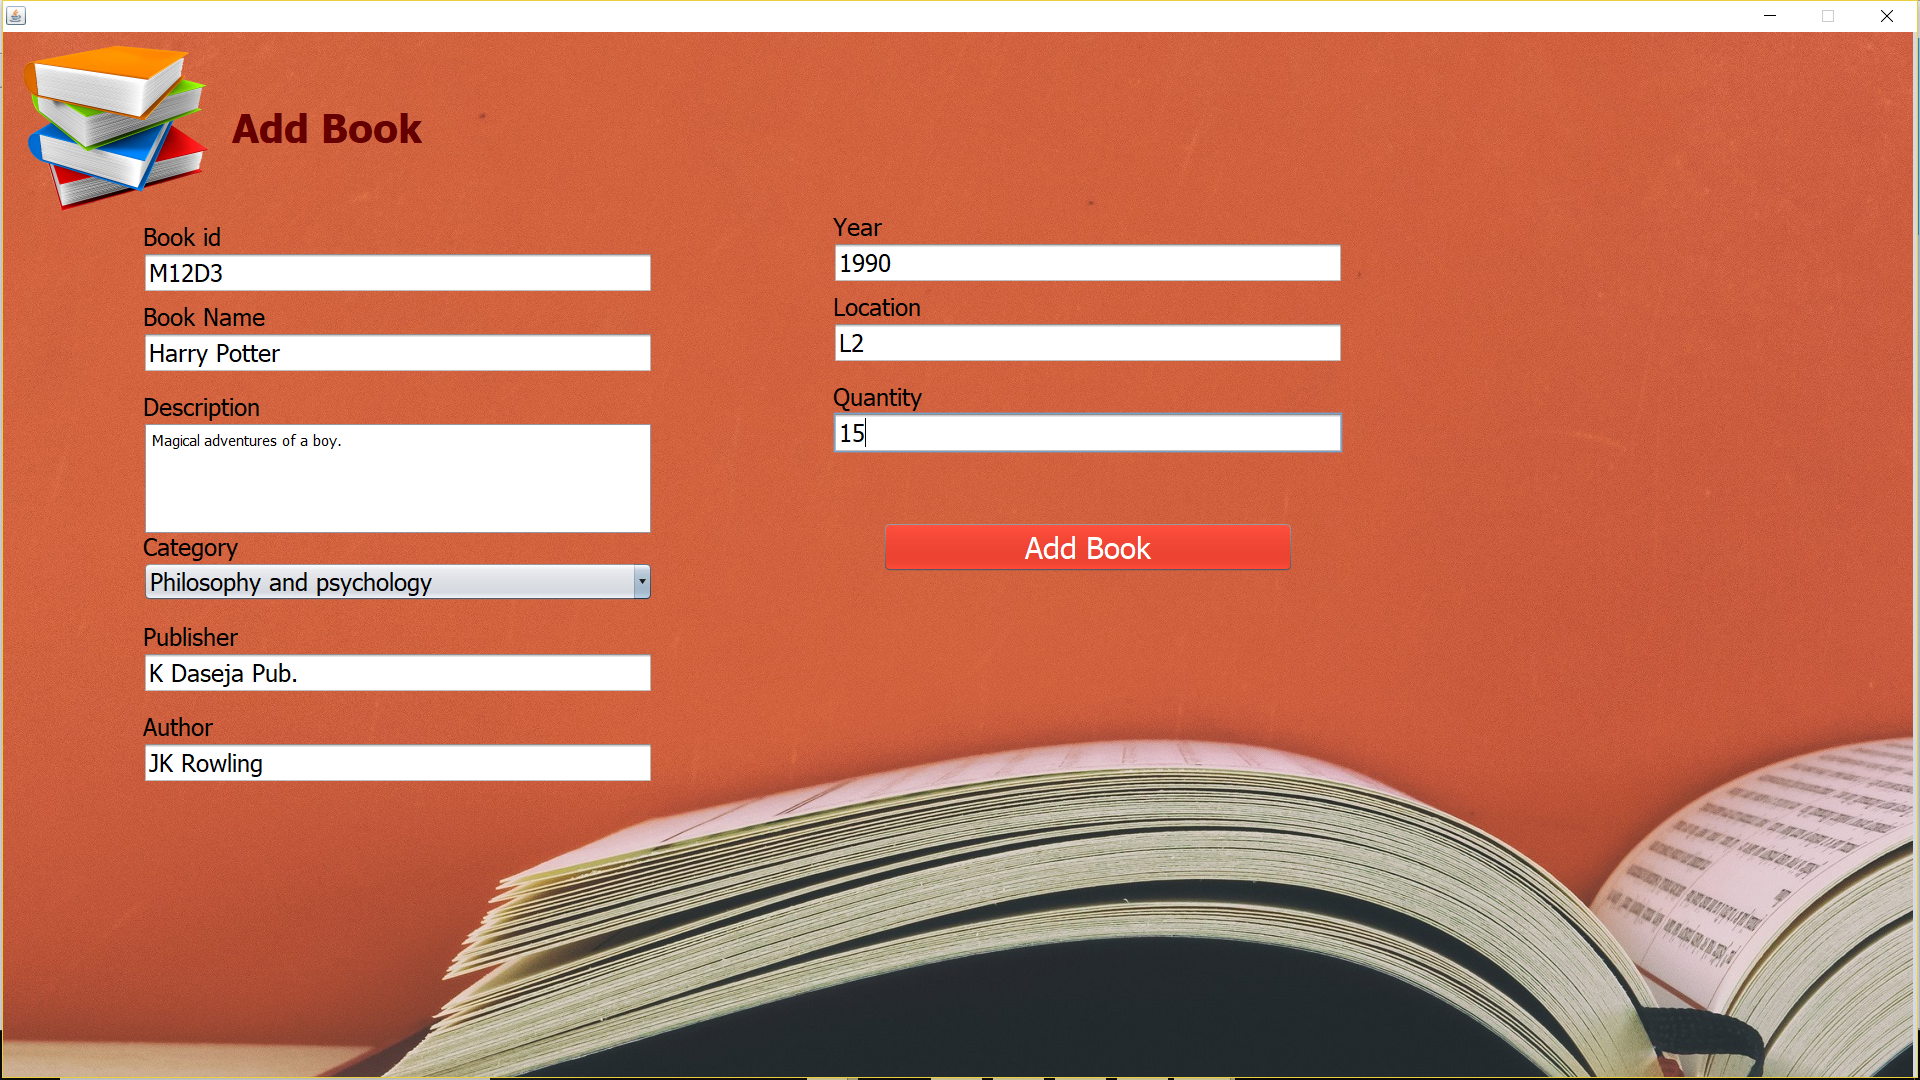 Add Book
Book id
M12D3
Book Name
Harry Potter
Description
Magical adventures of a boy.
Category
Philosophy and psychology
Publisher
K Daseja Pub.
Author
JK Rowling
Year
1990
Location
L2
Quantity
15
Add Book